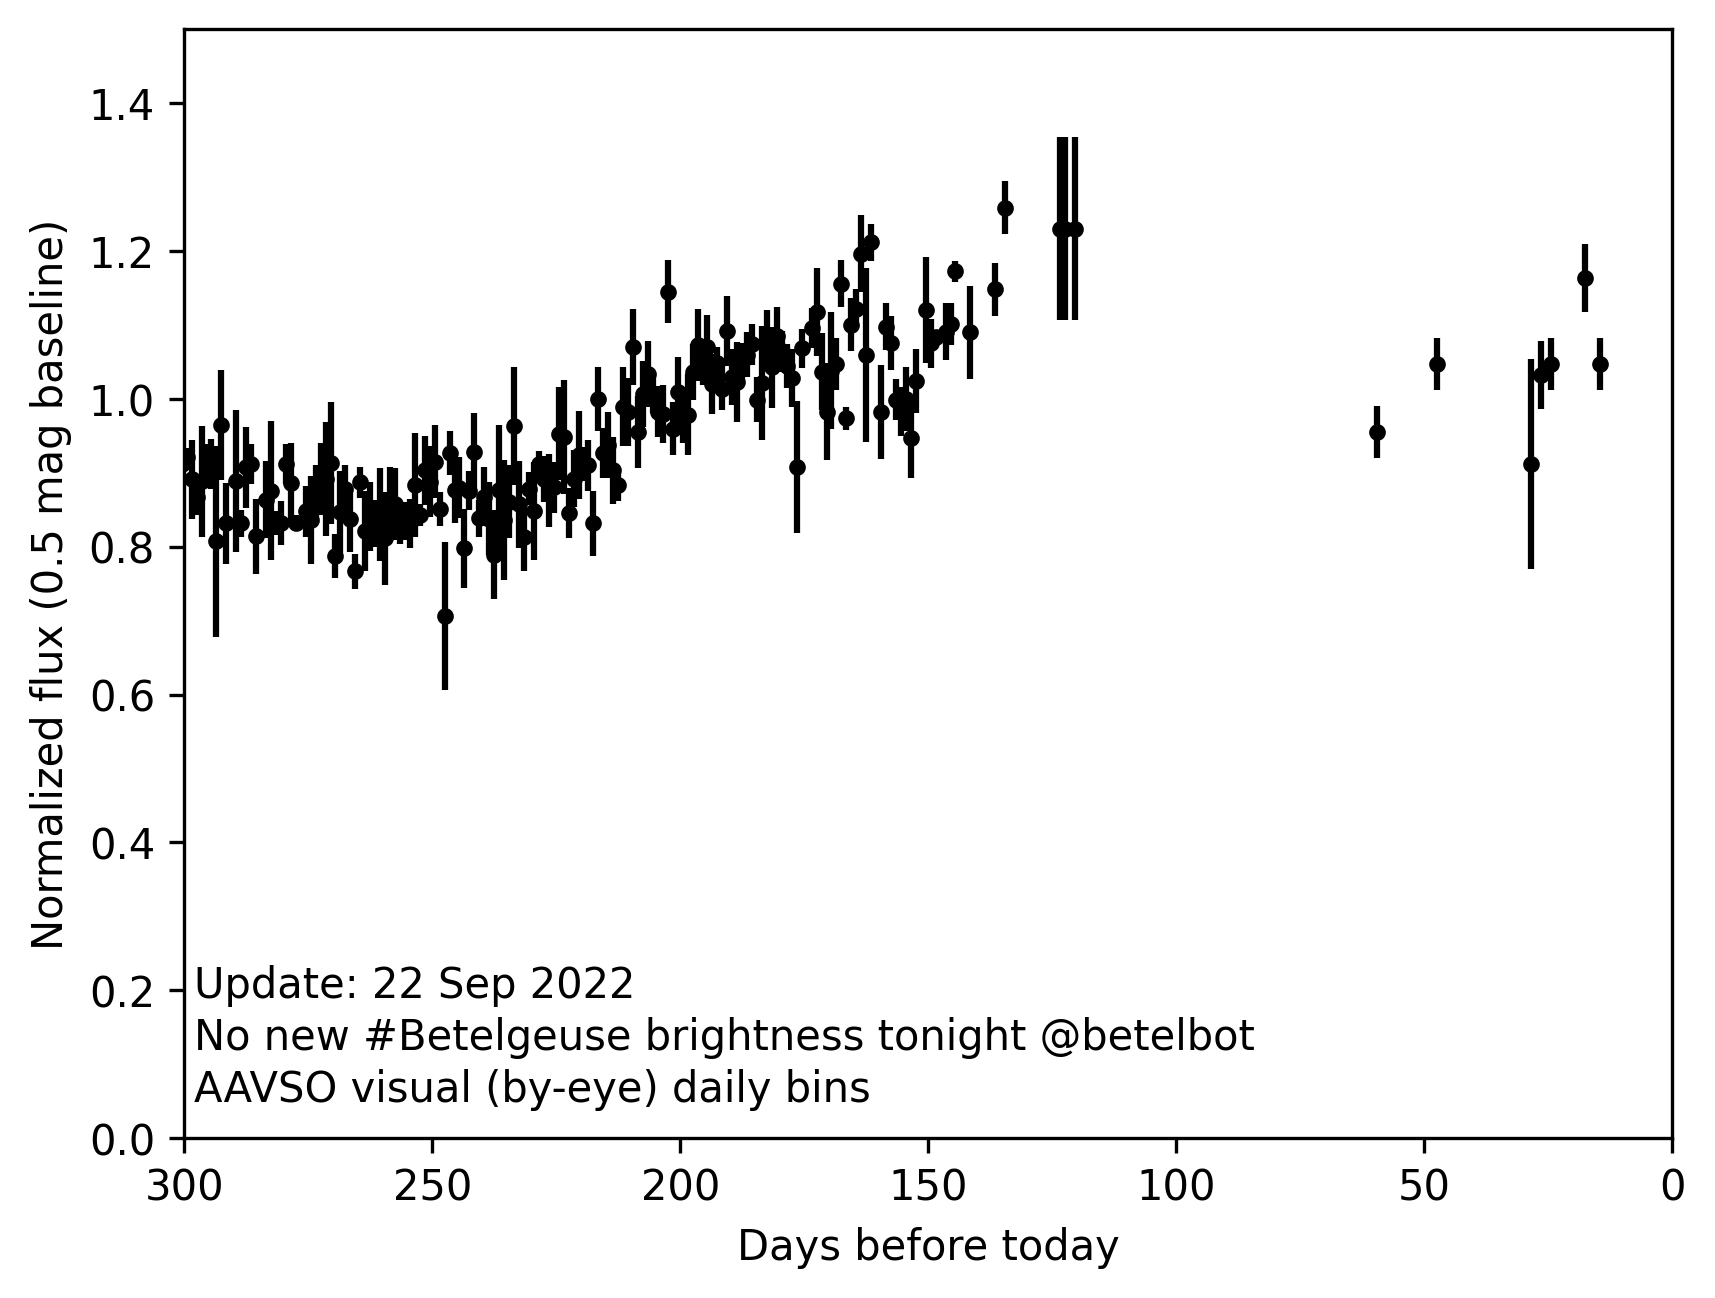 1.4
1.2
1.0
0.8
0.6
0.4
0.2
0.0
Normalized flux (0.5 mag baseline)
Update: 22 Sep 2022
No new #Betelgeuse brightness tonight @betelbot
AAVSO visual (by-eye) daily bins
300 250 200 150 100 50 0
Days before today